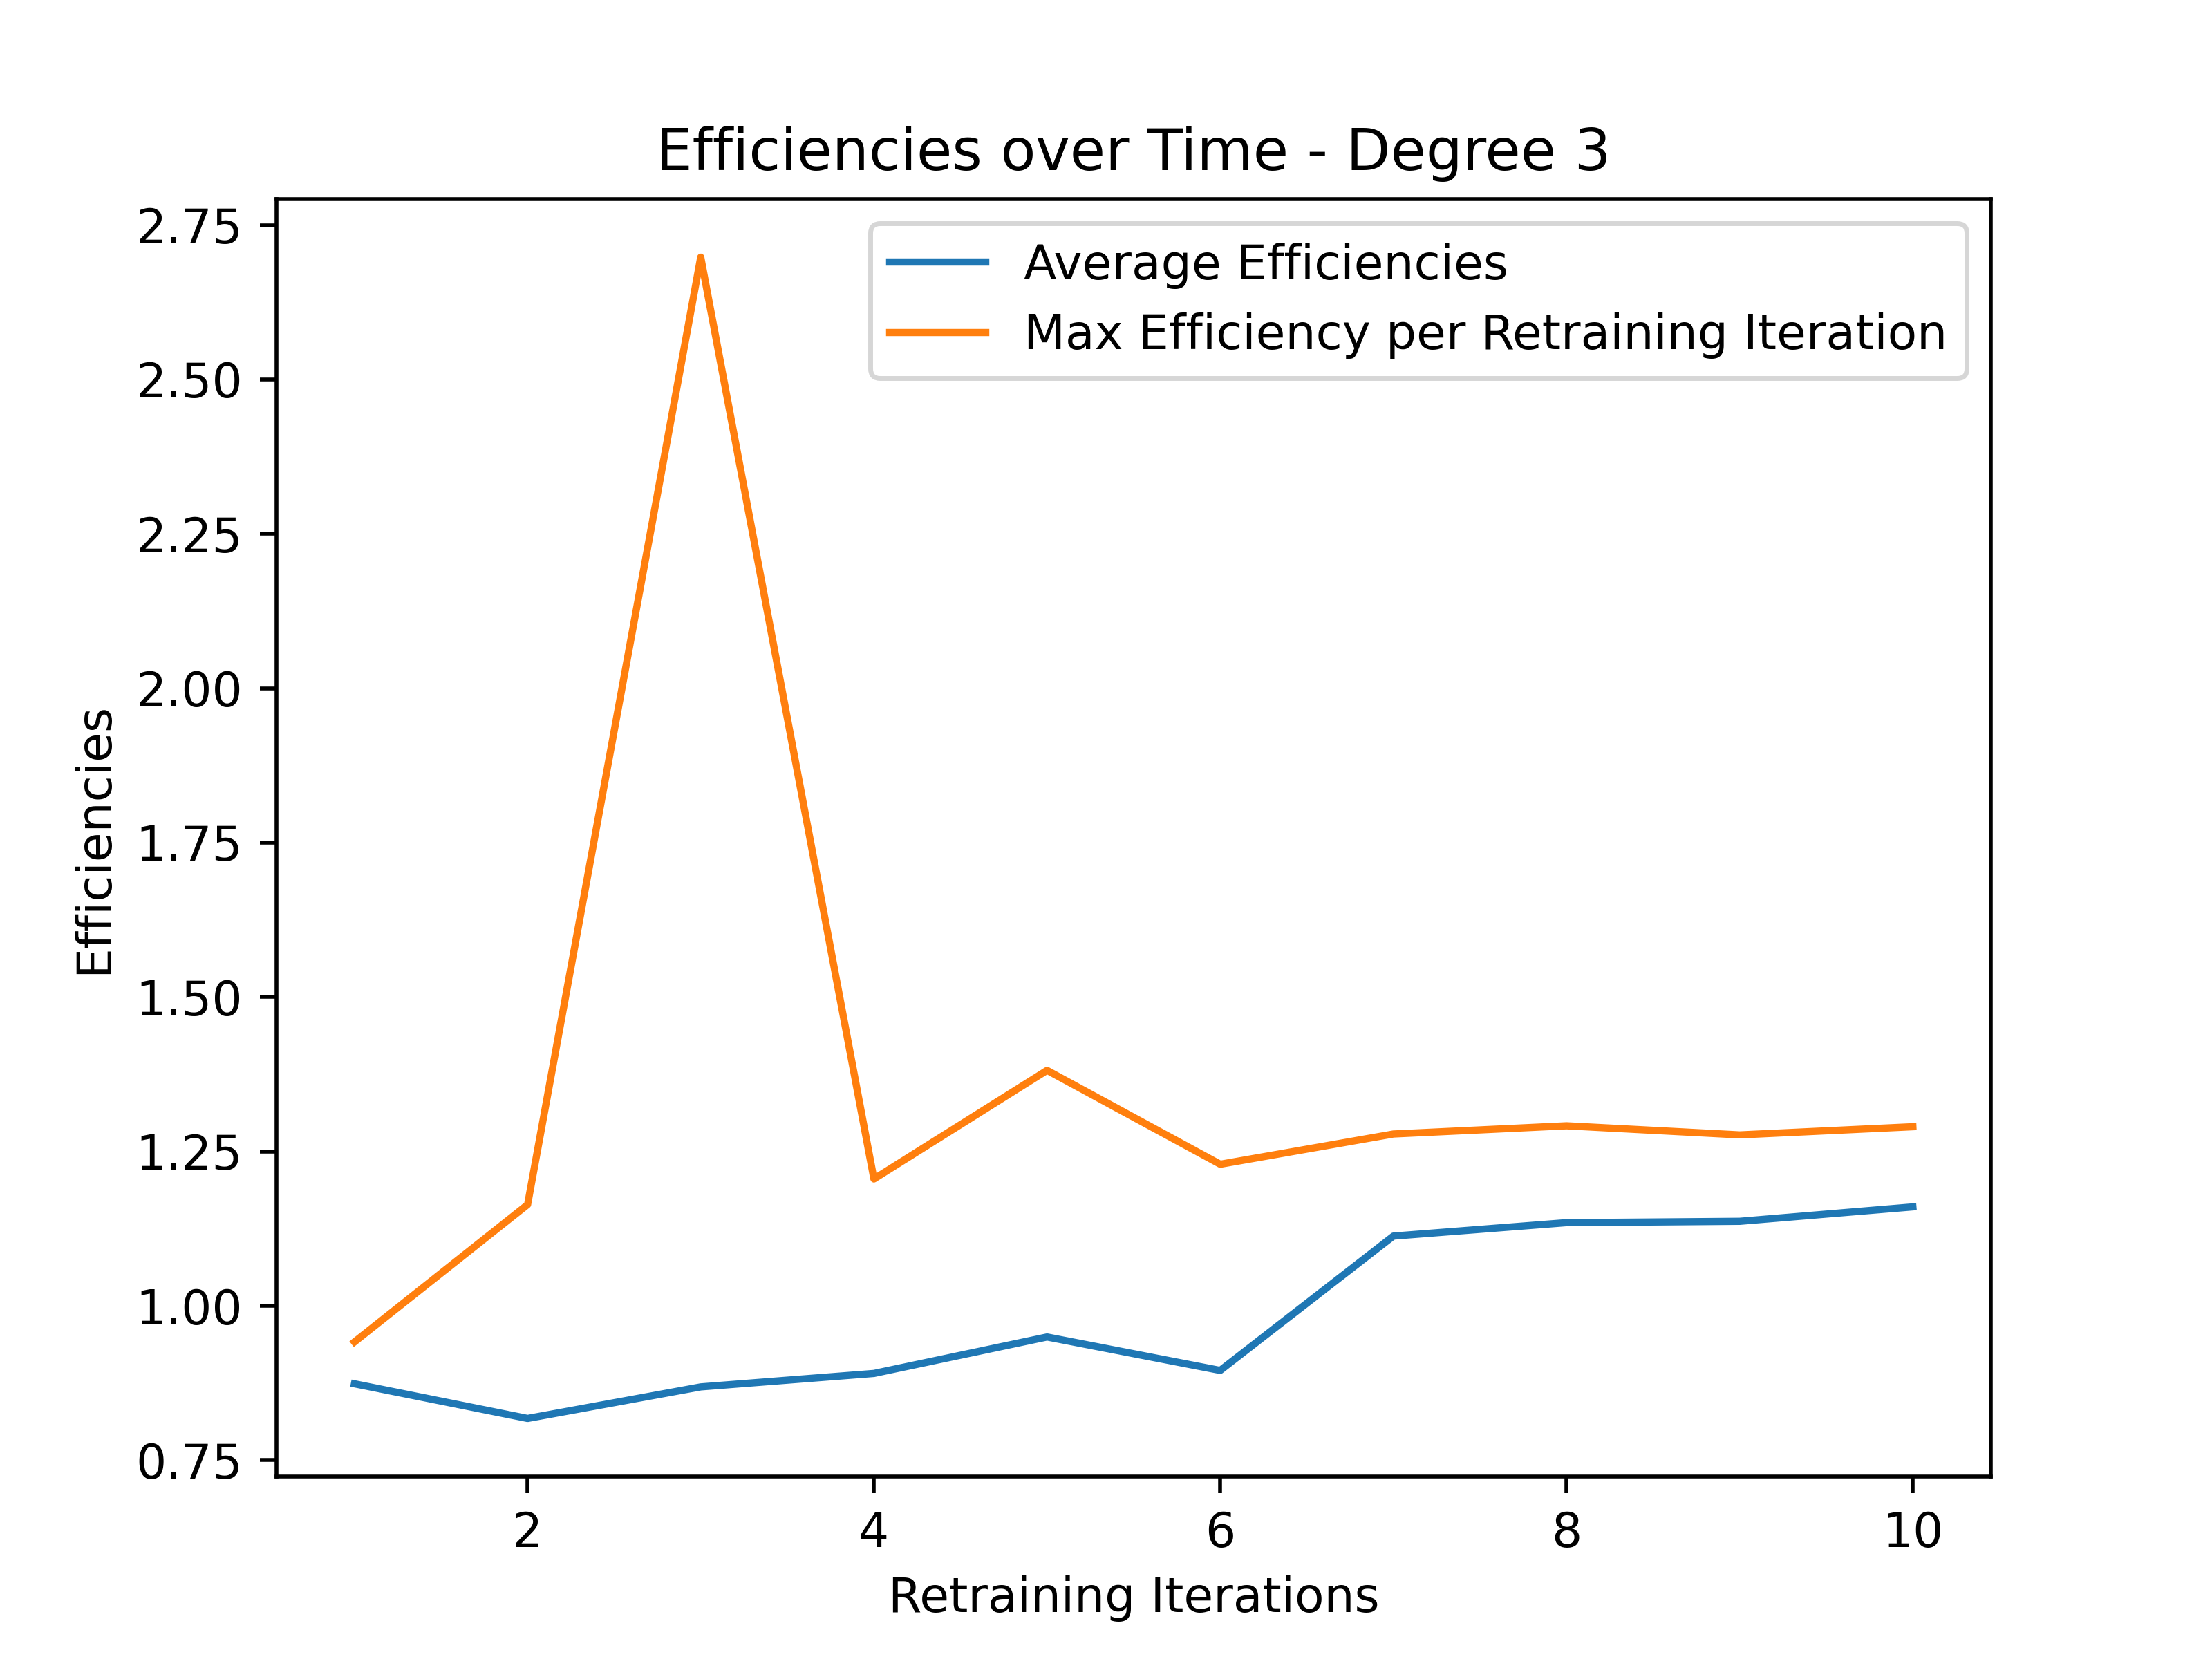 Efficiencies over Time - Degree 3
Average Efficiencies
Max Efficiency per Retraining Iteration
Efficiencies
2.75
2.50
2.25
2.00
1.75
1.50
1.25
1.00
0.75
2 4 6 8 10
Retraining Iterations